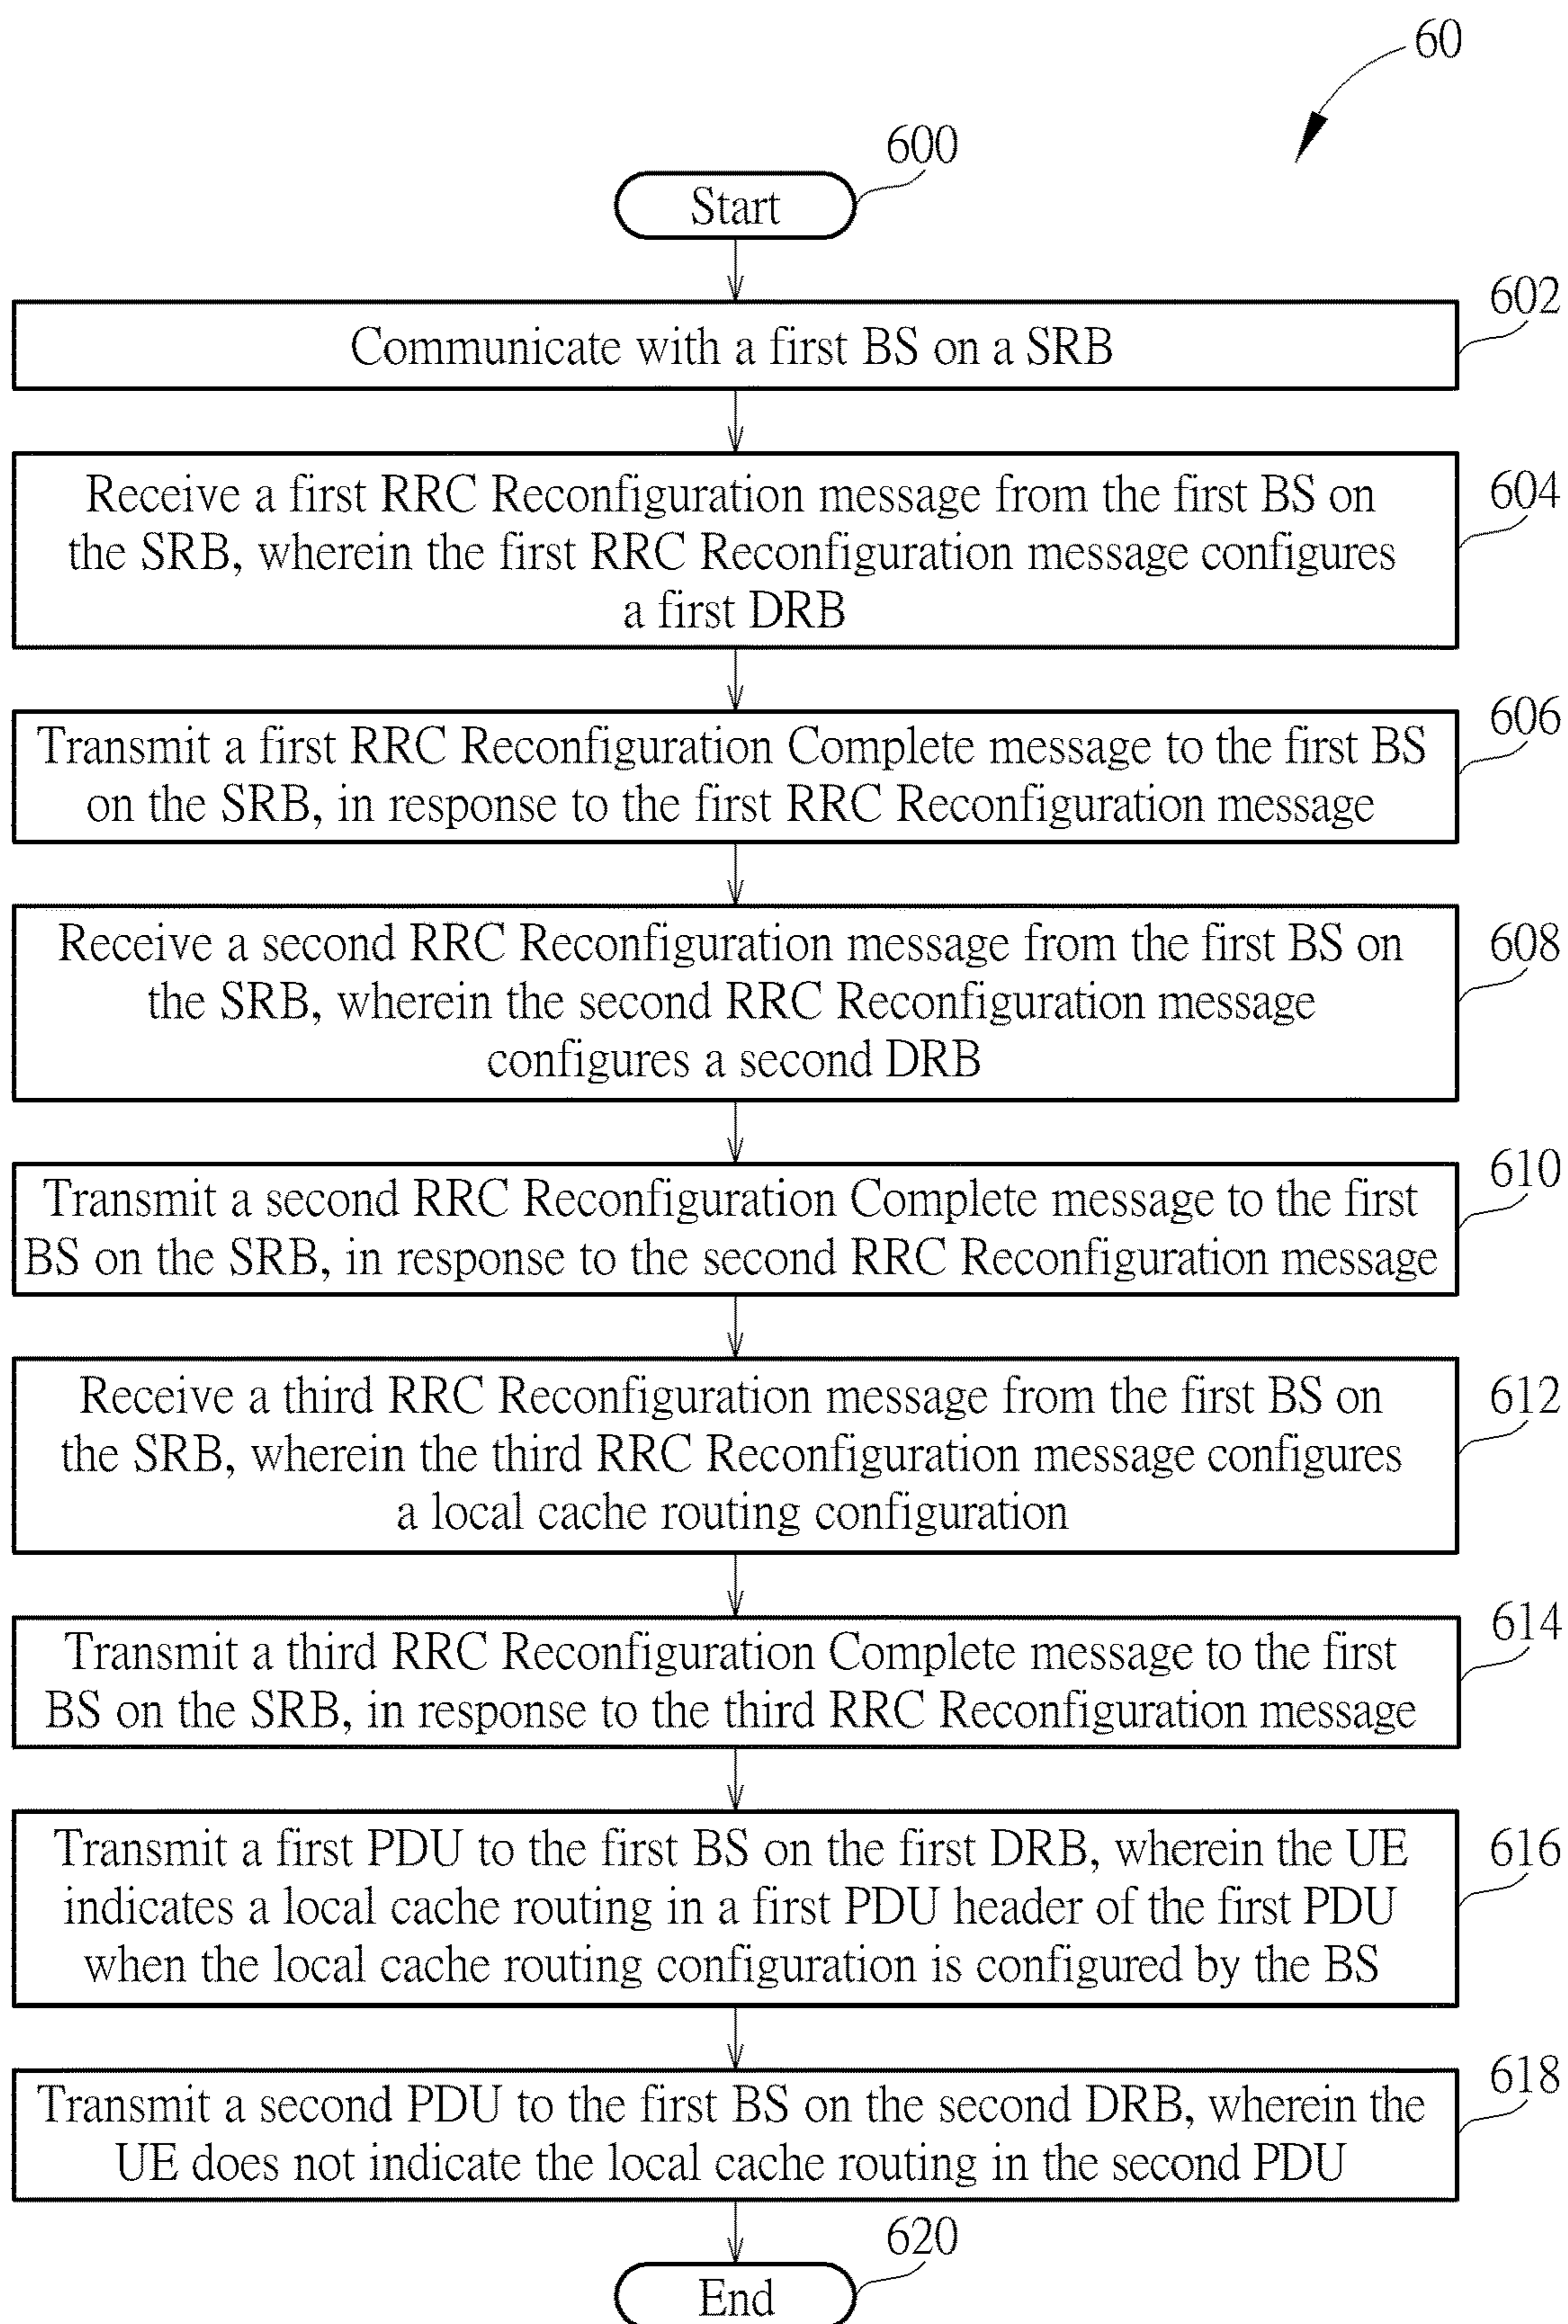 60
600
Start
602
Communicate with a first BS on a SRB
604
Receive a first RRC Reconfiguration message from the first BS on
the SRB, wherein the first RRC Reconfiguration message configures
a first DRB
606
Transmit a first RRC Reconfiguration Complete message to the first BS
on the SRB, in response to the first RRC Reconfiguration message
608
Receive a second RRC Reconfiguration message from the first BS on
the SRB, wherein the second RRC Reconfiguration message
configures a second DRB
610
Transmit a second RRC Reconfiguration Complete message to the first
BS on the SRB, in response to the second RRC Reconfiguration message
612
Receive a third RRC Reconfiguration message from the first BS on
the SRB, wherein the third RRC Reconfiguration message configures
a local cache routing configuration
614
Transmit a third RRC Reconfiguration Complete message to the first
BS on the SRB, in response to the third RRC Reconfiguration message
616
Transmit a first PDU to the first BS on the first DRB, wherein the UE
indicates a local cache routing in a first PDU header of the first PDU
when the local cache routing configuration is configured by the BS
618
Transmit a second PDU to the first BS on the second DRB, wherein the
UE does not indicate the local cache routing in the second PDU
620
End